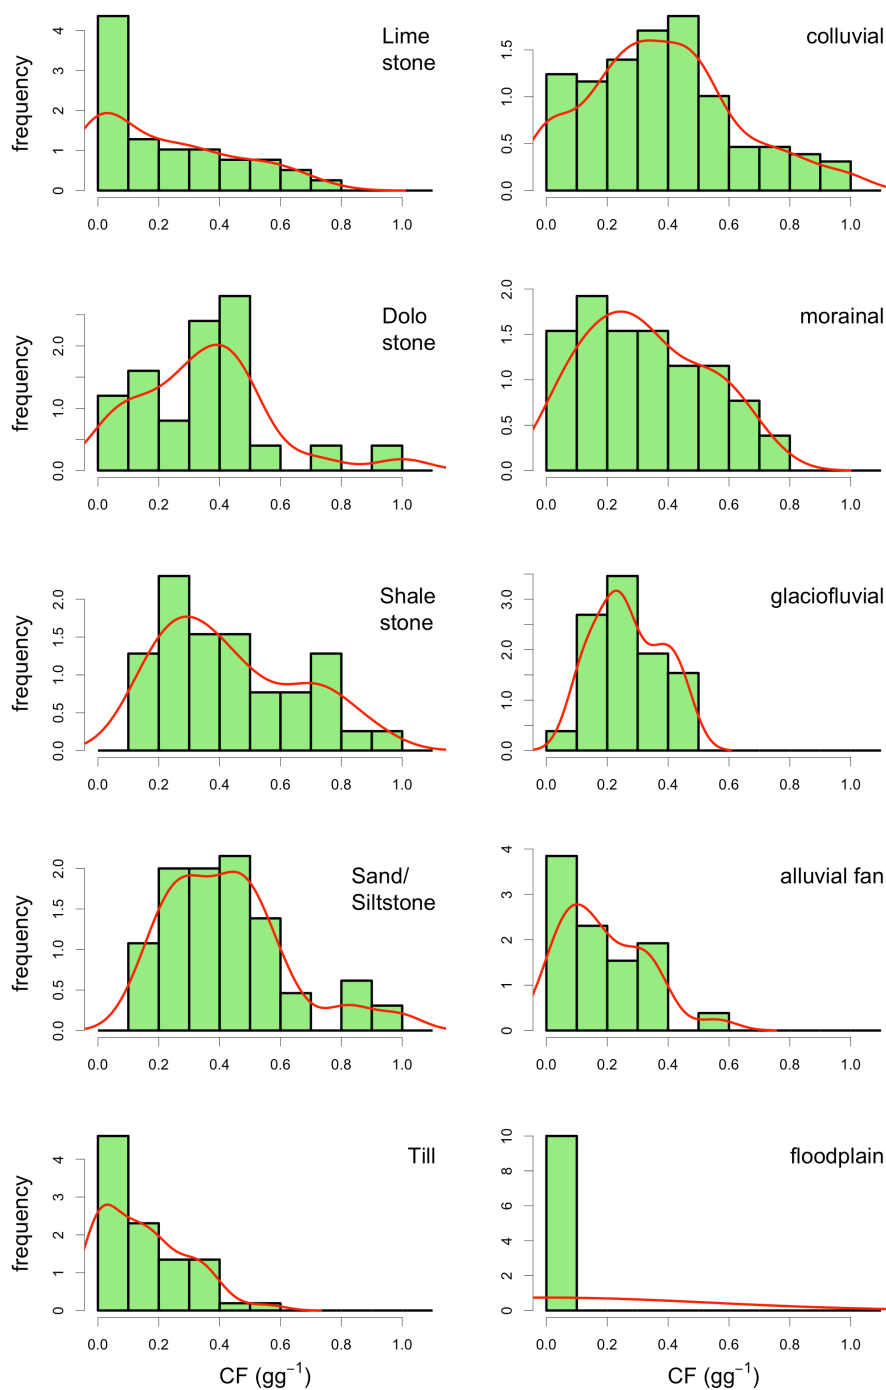 frequency
0 1 2 3 4
Lime
stone
0.0 0.2 0.4 0.6 0.8 1.0
0.0 0.5 1.0 1.5
colluvial
0.0 0.2 0.4 0.6 0.8 1.0
frequency
0.0 1.0 2.0
Dolo
stone
0.0 0.2 0.4 0.6 0.8 1.0
0.0 0.5 1.0 1.5 2.0
morainal
0.0 0.2 0.4 0.6 0.8 1.0
frequency
0.0 0.5 1.0 1.5 2.0
Shale
stone
0.0 0.2 0.4 0.6 0.8 1.0
0.0 1.0 2.0 3.0
glaciofluvial
0.0 0.2 0.4 0.6 0.8 1.0
frequency
0.0 0.5 1.0 1.5 2.0
Sand/
Siltstone
0.0 0.2 0.4 0.6 0.8 1.0
0 1 2 3 4
alluvial fan
0.0 0.2 0.4 0.6 0.8 1.0
frequency
0 1 2 3 4
Till
0.0 0.2 0.4 0.6 0.8 1.0
CF (gg⁻¹)
0 2 4 6 8 10
floodplain
0.0 0.2 0.4 0.6 0.8 1.0
CF (gg⁻¹)